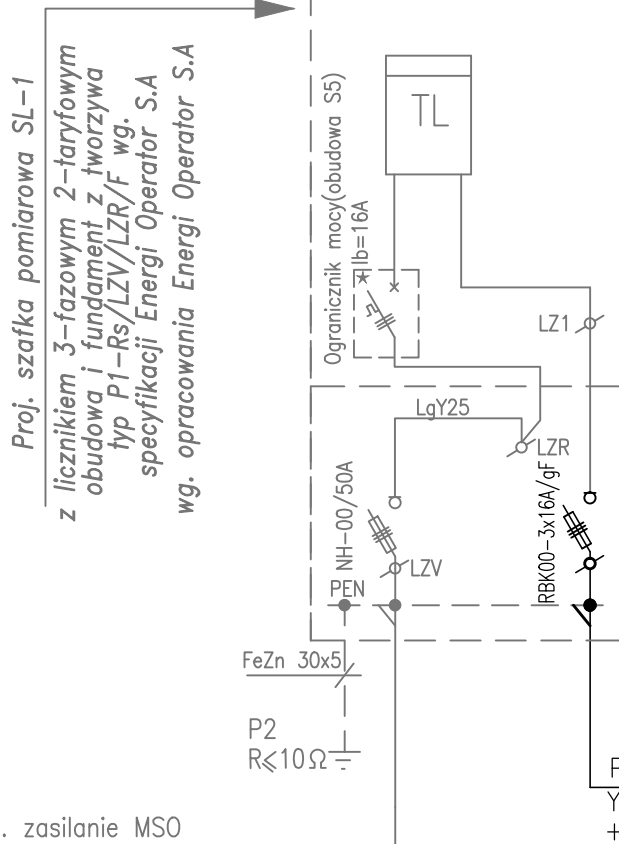 Proj. szafka pomiarowa SL-1
z licznikiem 3-fazowym 2-taryfowym
obudowa i fundament z tworzywa
typ P1-Rs/LZV/LZR/F wg.
specyfikacji Energi Operator S.A
wg. opracowania Energi Operator S.A
Ogranicznik mocy(obudowa S5)
Ib=16A
TL
LZ1
LgY25
LZR
NH-00/50A
LZV
RBK00-3x16A/gF
PEN
FeZn 30x5
P2
R⩽10Ω
. zasilanie MSO